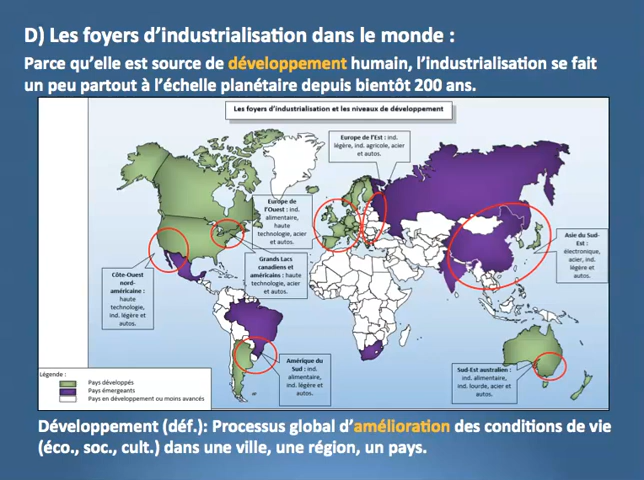 D) Les foyers d'industrialisation dans le monde :
Parce qu'elle est source de développement humain, l'industrialisation se fait
un peu partout à l'échelle planétaire depuis bientôt 200 ans.
Les foyers d'industrialisation et les niveaux de développement
Europe de l'Est : ind.
légère, ind. agricole, acier
et autos.
Europe de
l'Ouest : ind.
alimentaire,
haute
technologie, acier
et autos.
Grands Lacs
canadiens et
américains : haute
technologie, acier
et autos.
Côte-Ouest
nord-
américaine :
haute
technologie,
ind. légère et
autos.
Asie du Sud-
Est :
électronique,
acier, ind.
légère et
autos.
Amérique du
Sud : ind.
alimentaire,
ind. légère et
autos.
Sud-Est australien :
ind. alimentaire,
ind. lourde, acier et
autos.
Légende :
Pays développés
Pays émergeants
Pays en développement ou moins avancés
Développement (déf.): Processus global d'amélioration des conditions de vie
(éco., soc., cult.) dans une ville, une région, un pays.